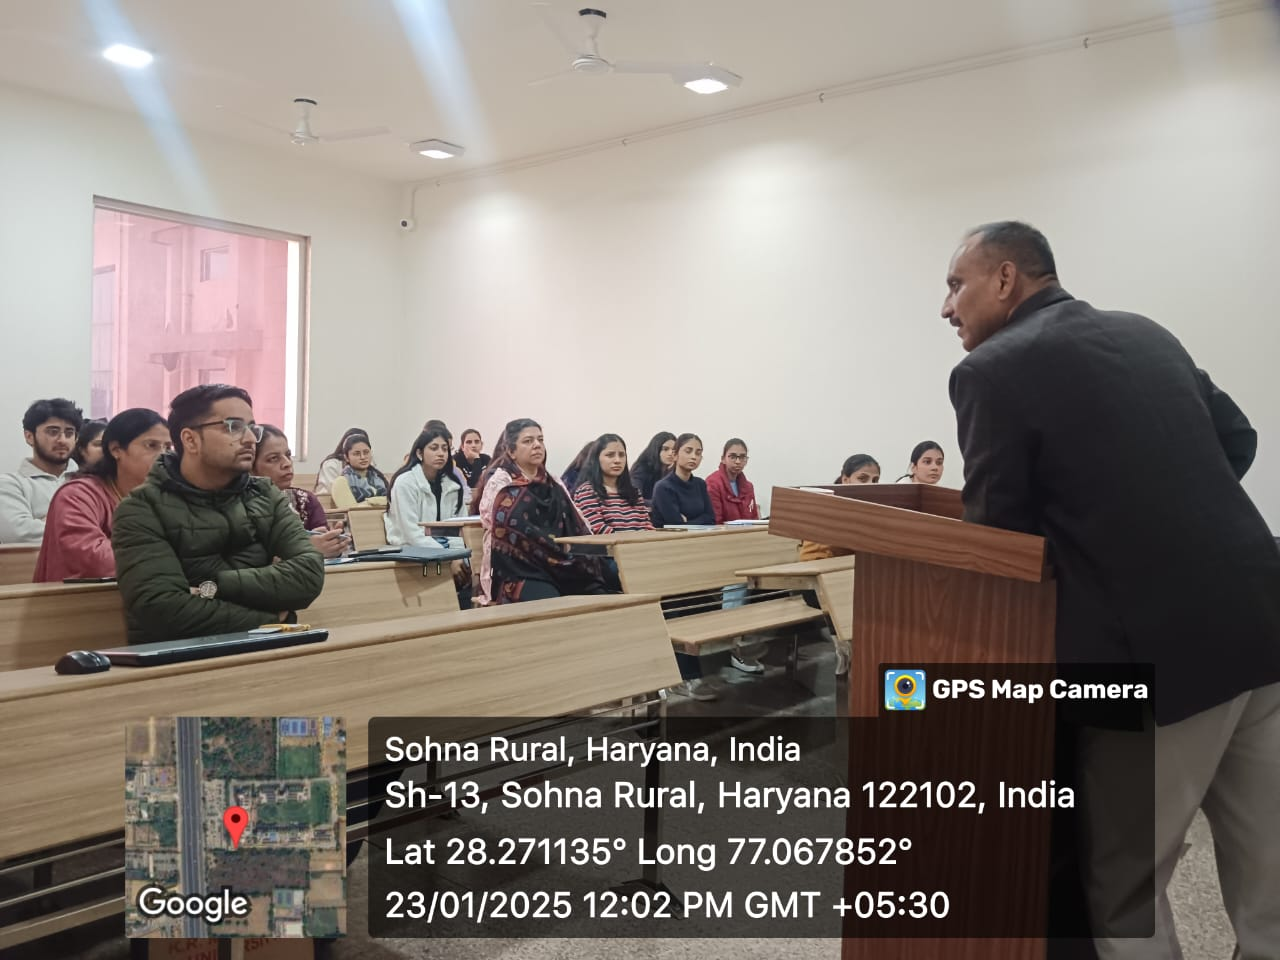 GPS Map Camera
Sohna Rural, Haryana, India
Sh-13, Sohna Rural, Haryana 122102, India
Lat 28.271135° Long 77.067852°
23/01/2025 12:02 PM GMT +05:30
Google